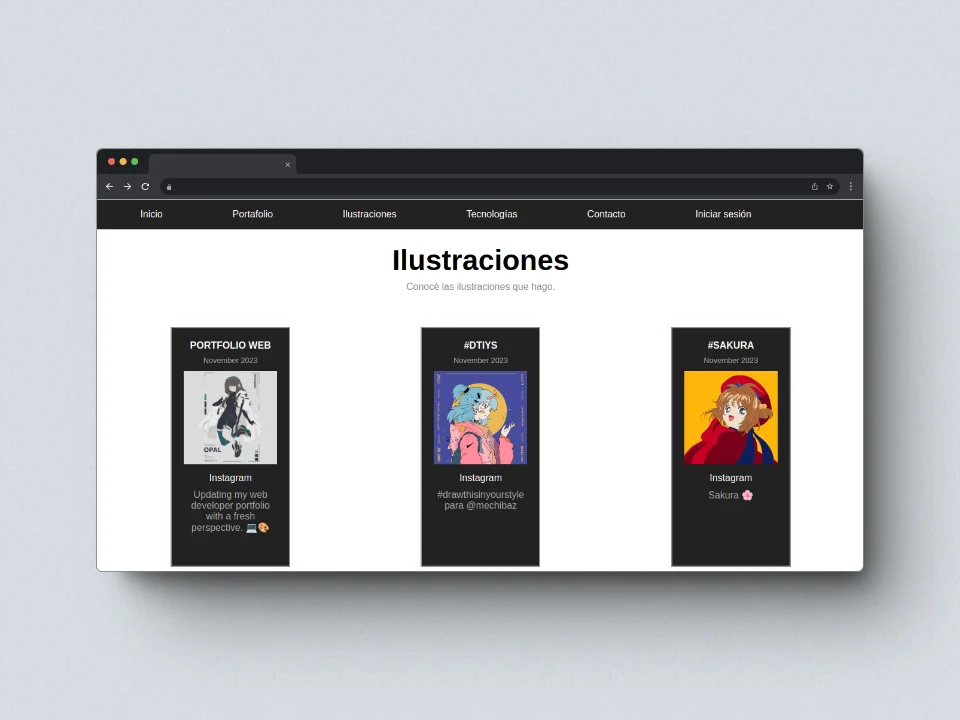 Inicio Portafolio Ilustraciones Tecnologías Contacto Iniciar sesión
Ilustraciones
Conocé las ilustraciones que hago.
PORTFOLIO WEB
November 2023
OPAL
Instagram
Updating my web
developer portfolio
with a fresh
perspective. 💻🎨
#DTIYS
November 2023
Instagram
#drawthisinyourstyle
para @mechibaz
#SAKURA
November 2023
Instagram
Sakura 🌸